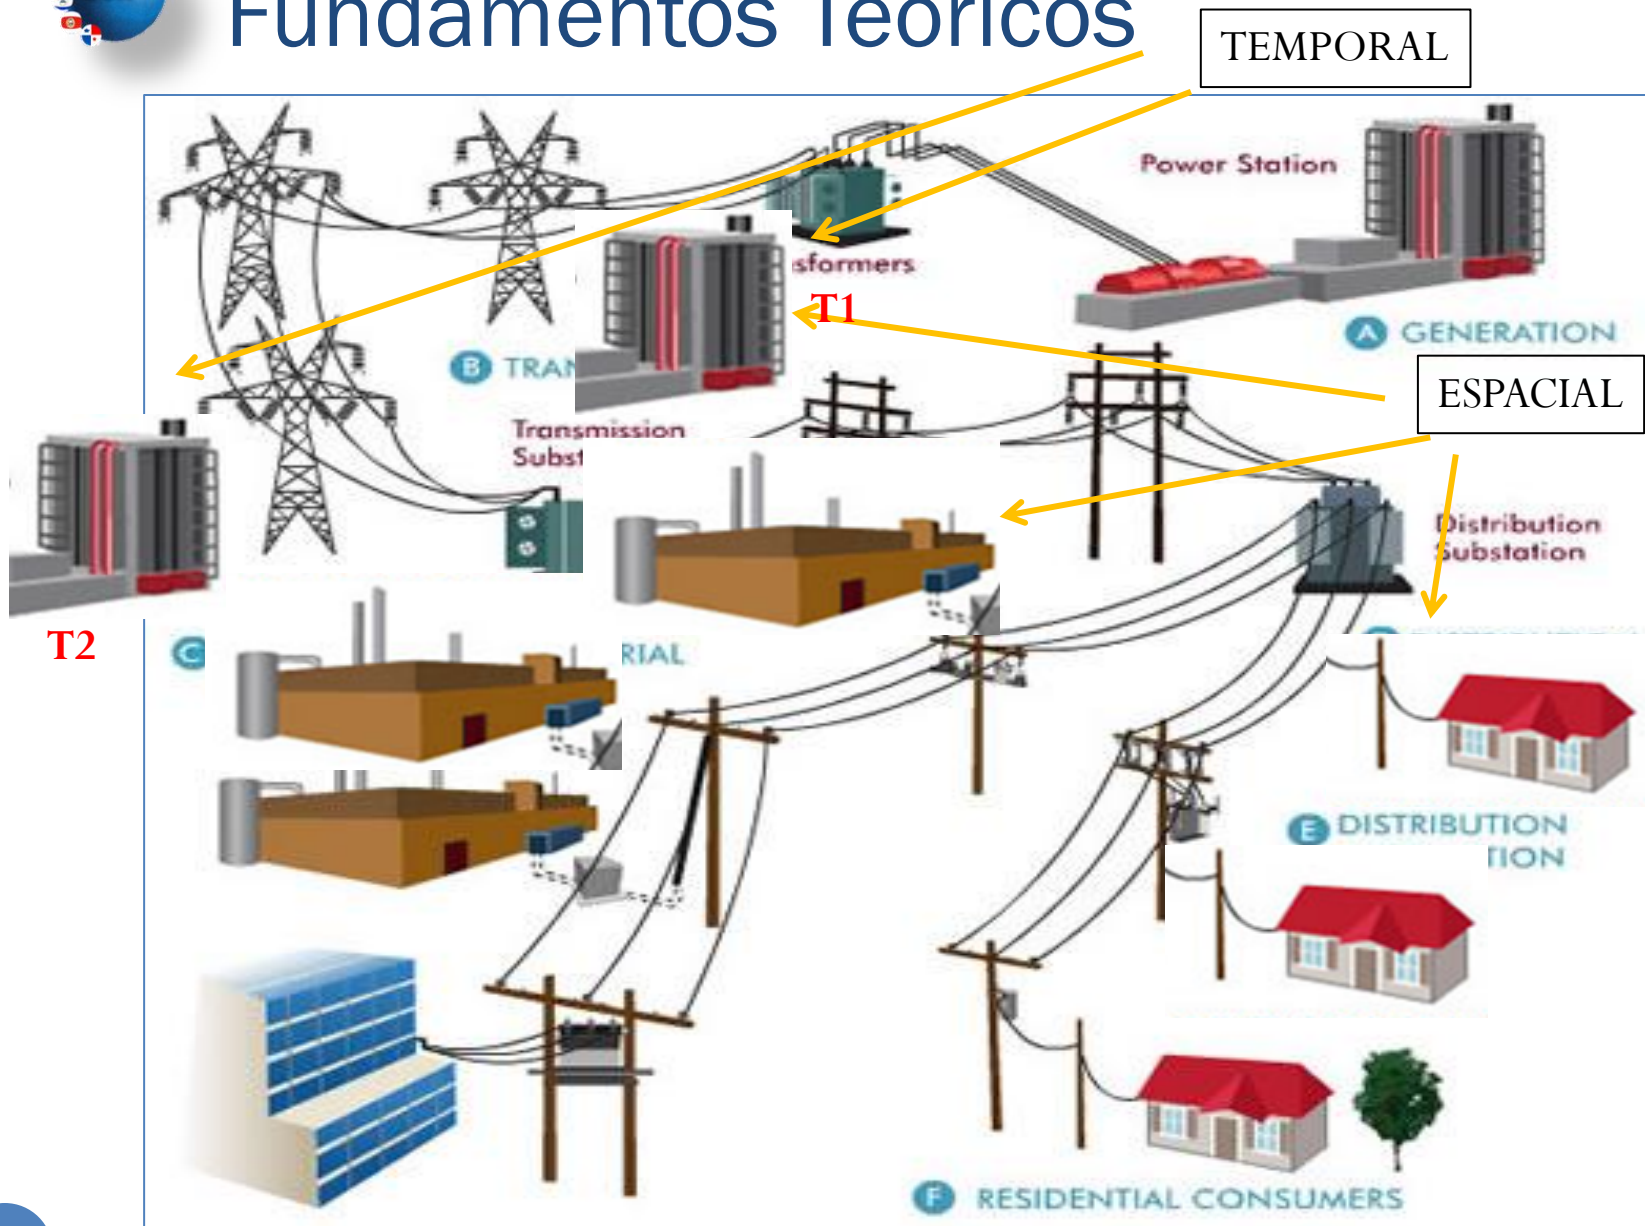 Fundamentos Teóricos
TEMPORAL
Power Station
sformers
T1
A GENERATION
B TRAN
ESPACIAL
Transmission
Subst
Distribution
Substation
T2
C
RIAL
E DISTRIBUTION
TION
F RESIDENTIAL CONSUMERS